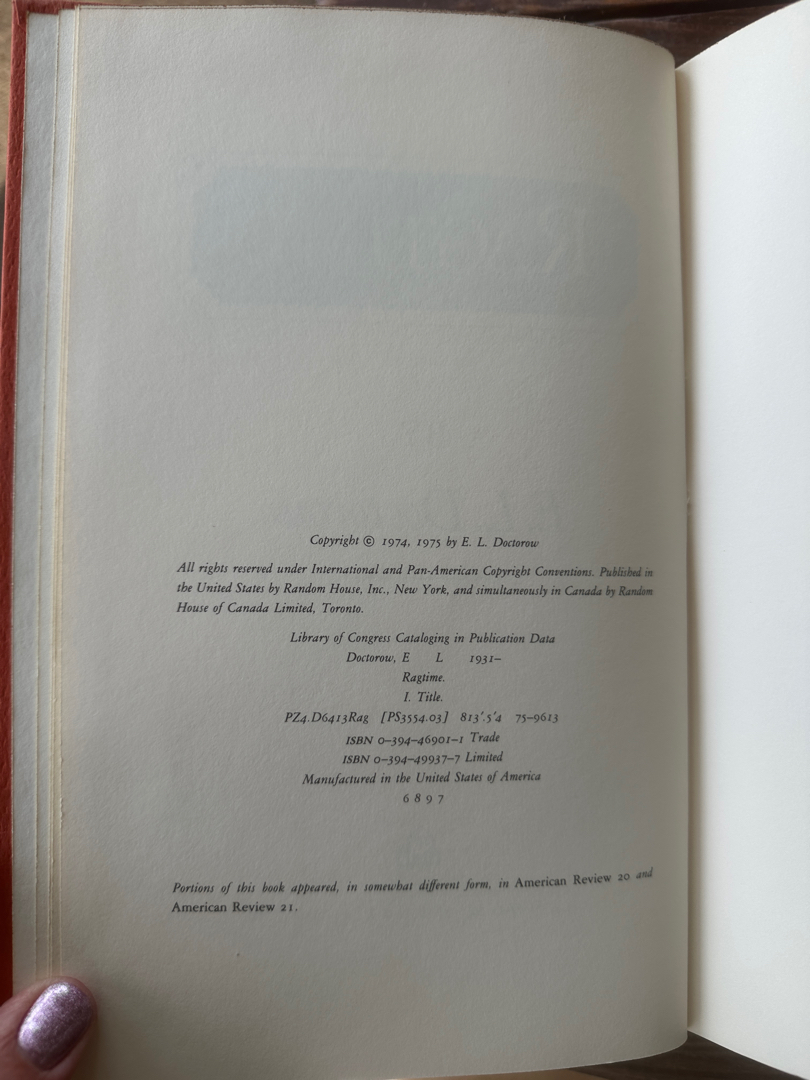 Copyright © 1974, 1975 by E. L. Doctorow
All rights reserved under International and Pan-American Copyright Conventions. Published in
the United States by Random House, Inc., New York, and simultaneously in Canada by Random
House of Canada Limited, Toronto.
Library of Congress Cataloging in Publication Data
Doctorow, E L 1931–
Ragtime.
I. Title.
PZ4.D6413Rag [PS3554.03] 813'.5'4 75–9613
ISBN 0–394–46901–1 Trade
ISBN 0–394–49937–7 Limited
Manufactured in the United States of America
6 8 9 7
Portions of this book appeared, in somewhat different form, in American Review 20 and
American Review 21.